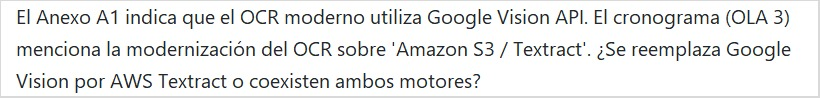 El Anexo A1 indica que el OCR moderno utiliza Google Vision API. El cronograma (OLA 3)
menciona la modernización del OCR sobre 'Amazon S3 / Textract'. ¿Se reemplaza Google
Vision por AWS Textract o coexisten ambos motores?